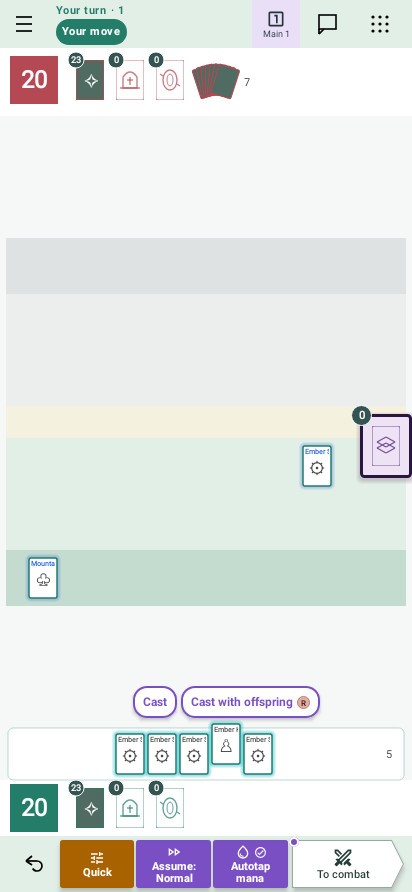 Your turn · 1
Your move
1
Main 1
20
23
0
0
7
0
Ember S
Mounta
Cast
Cast with offspring R
Ember S
Ember S
Ember S
Ember
Ember S
5
20
23
0
0
Quick
Assume:
Normal
Autotap
mana
To combat